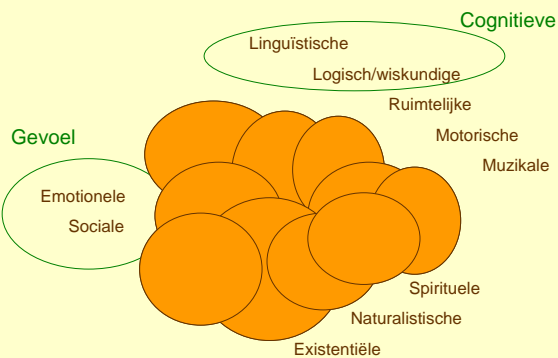 Cognitieve
Linguïstische
Logisch/wiskundige
Ruimtelijke
Motorische
Muzikale
Gevoel
Emotionele
Sociale
Spirituele
Naturalistische
Existentiële